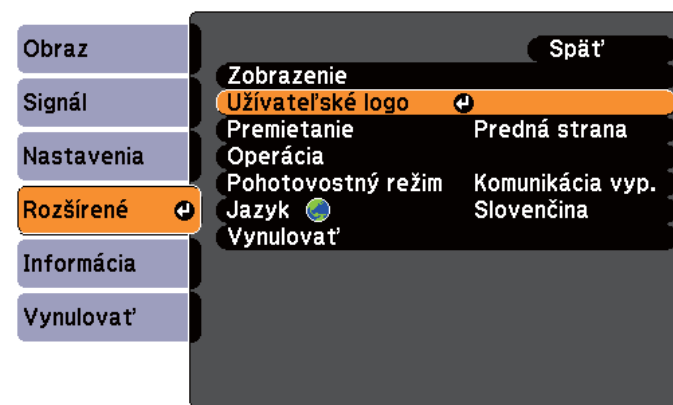 Obraz
Signál
Nastavenia
Rozšírené
Informácia
Vynulovať
Späť
Zobrazenie
Užívateľské logo
Premietanie Predná strana
Operácia
Pohotovostný režim Komunikácia vyp.
Jazyk Slovenčina
Vynulovať